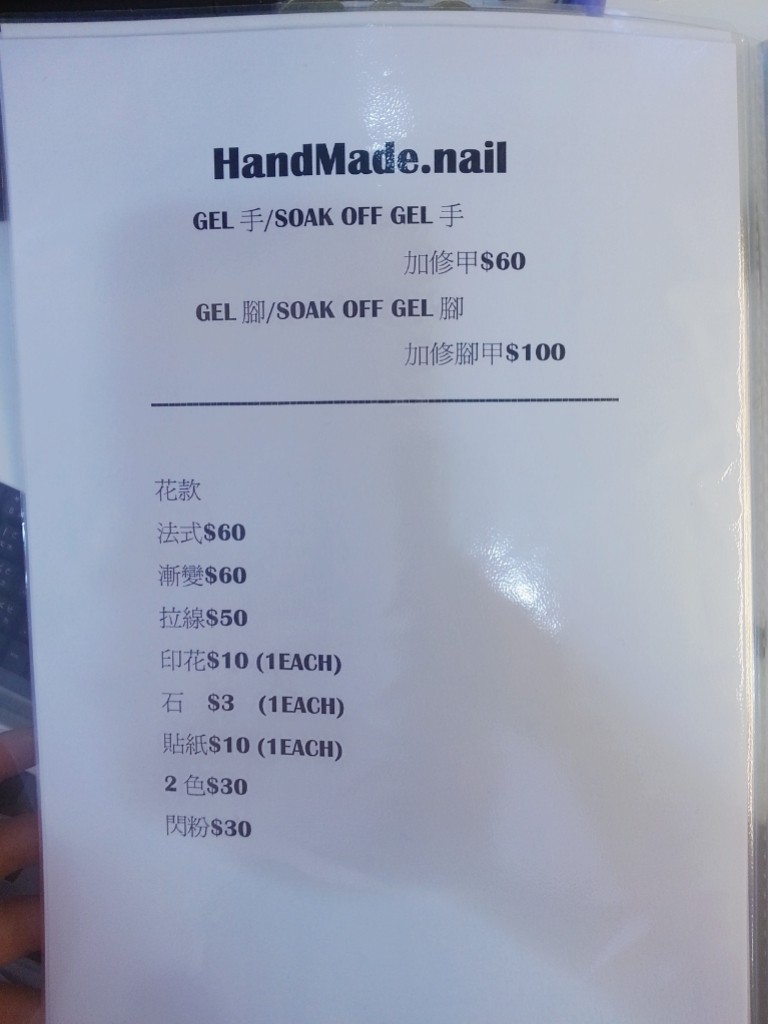 HandMade.nail
GEL 手/SOAK OFF GEL 手
加修甲$60
GEL 腳/SOAK OFF GEL 腳
加修腳甲$100
花款
法式$60
漸變$60
拉線$50
印花$10 (1EACH)
石 $3 (1EACH)
貼紙$10 (1EACH)
2 色$30
閃粉$30